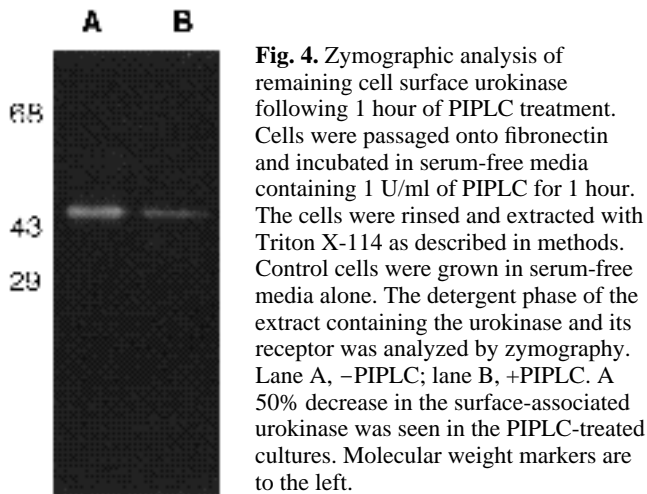 A B
68
43
29
Fig. 4. Zymographic analysis of
remaining cell surface urokinase
following 1 hour of PIPLC treatment.
Cells were passaged onto fibronectin
and incubated in serum-free media
containing 1 U/ml of PIPLC for 1 hour.
The cells were rinsed and extracted with
Triton X-114 as described in methods.
Control cells were grown in serum-free
media alone. The detergent phase of the
extract containing the urokinase and its
receptor was analyzed by zymography.
Lane A, −PIPLC; lane B, +PIPLC. A
50% decrease in the surface-associated
urokinase was seen in the PIPLC-treated
cultures. Molecular weight markers are
to the left.